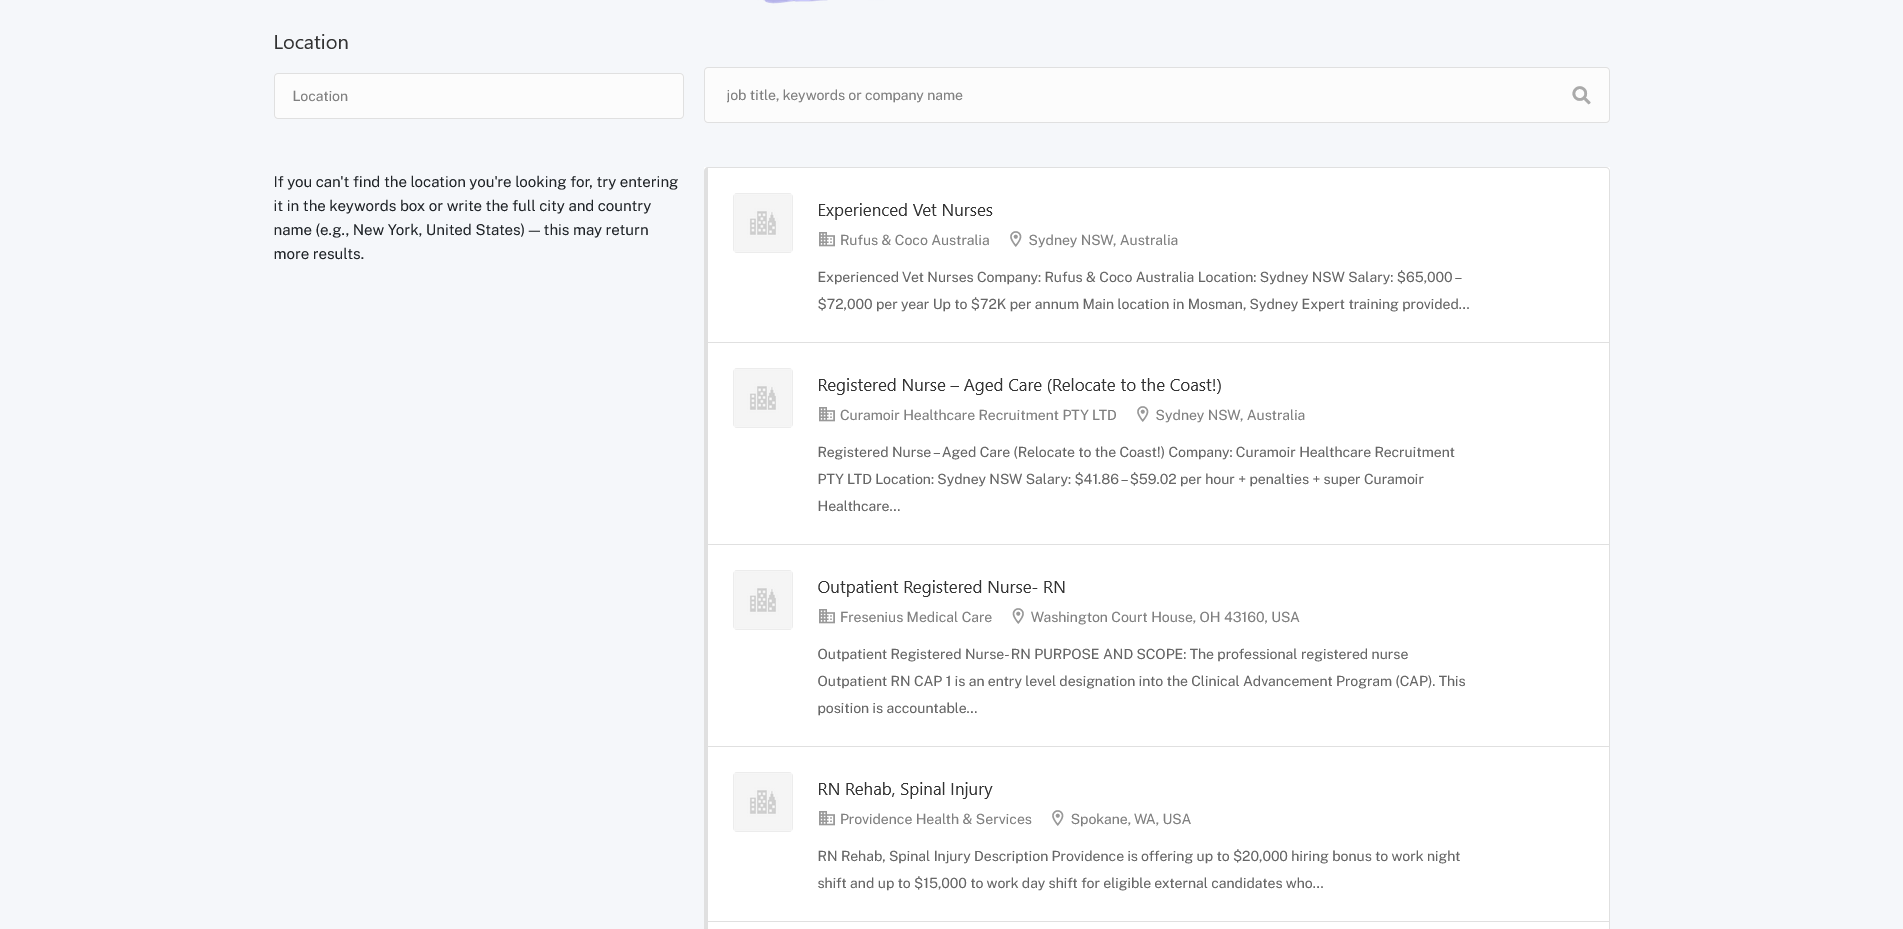 Location
Location
job title, keywords or company name
If you can't find the location you're looking for, try entering
it in the keywords box or write the full city and country
name (e.g., New York, United States) — this may return
more results.
Experienced Vet Nurses
Rufus & Coco Australia Sydney NSW, Australia
Experienced Vet Nurses Company: Rufus & Coco Australia Location: Sydney NSW Salary: $65,000 –
$72,000 per year Up to $72K per annum Main location in Mosman, Sydney Expert training provided...
Registered Nurse – Aged Care (Relocate to the Coast!)
Curamoir Healthcare Recruitment PTY LTD Sydney NSW, Australia
Registered Nurse – Aged Care (Relocate to the Coast!) Company: Curamoir Healthcare Recruitment
PTY LTD Location: Sydney NSW Salary: $41.86 – $59.02 per hour + penalties + super Curamoir
Healthcare...
Outpatient Registered Nurse- RN
Fresenius Medical Care Washington Court House, OH 43160, USA
Outpatient Registered Nurse- RN PURPOSE AND SCOPE: The professional registered nurse
Outpatient RN CAP 1 is an entry level designation into the Clinical Advancement Program (CAP). This
position is accountable...
RN Rehab, Spinal Injury
Providence Health & Services Spokane, WA, USA
RN Rehab, Spinal Injury Description Providence is offering up to $20,000 hiring bonus to work night
shift and up to $15,000 to work day shift for eligible external candidates who...